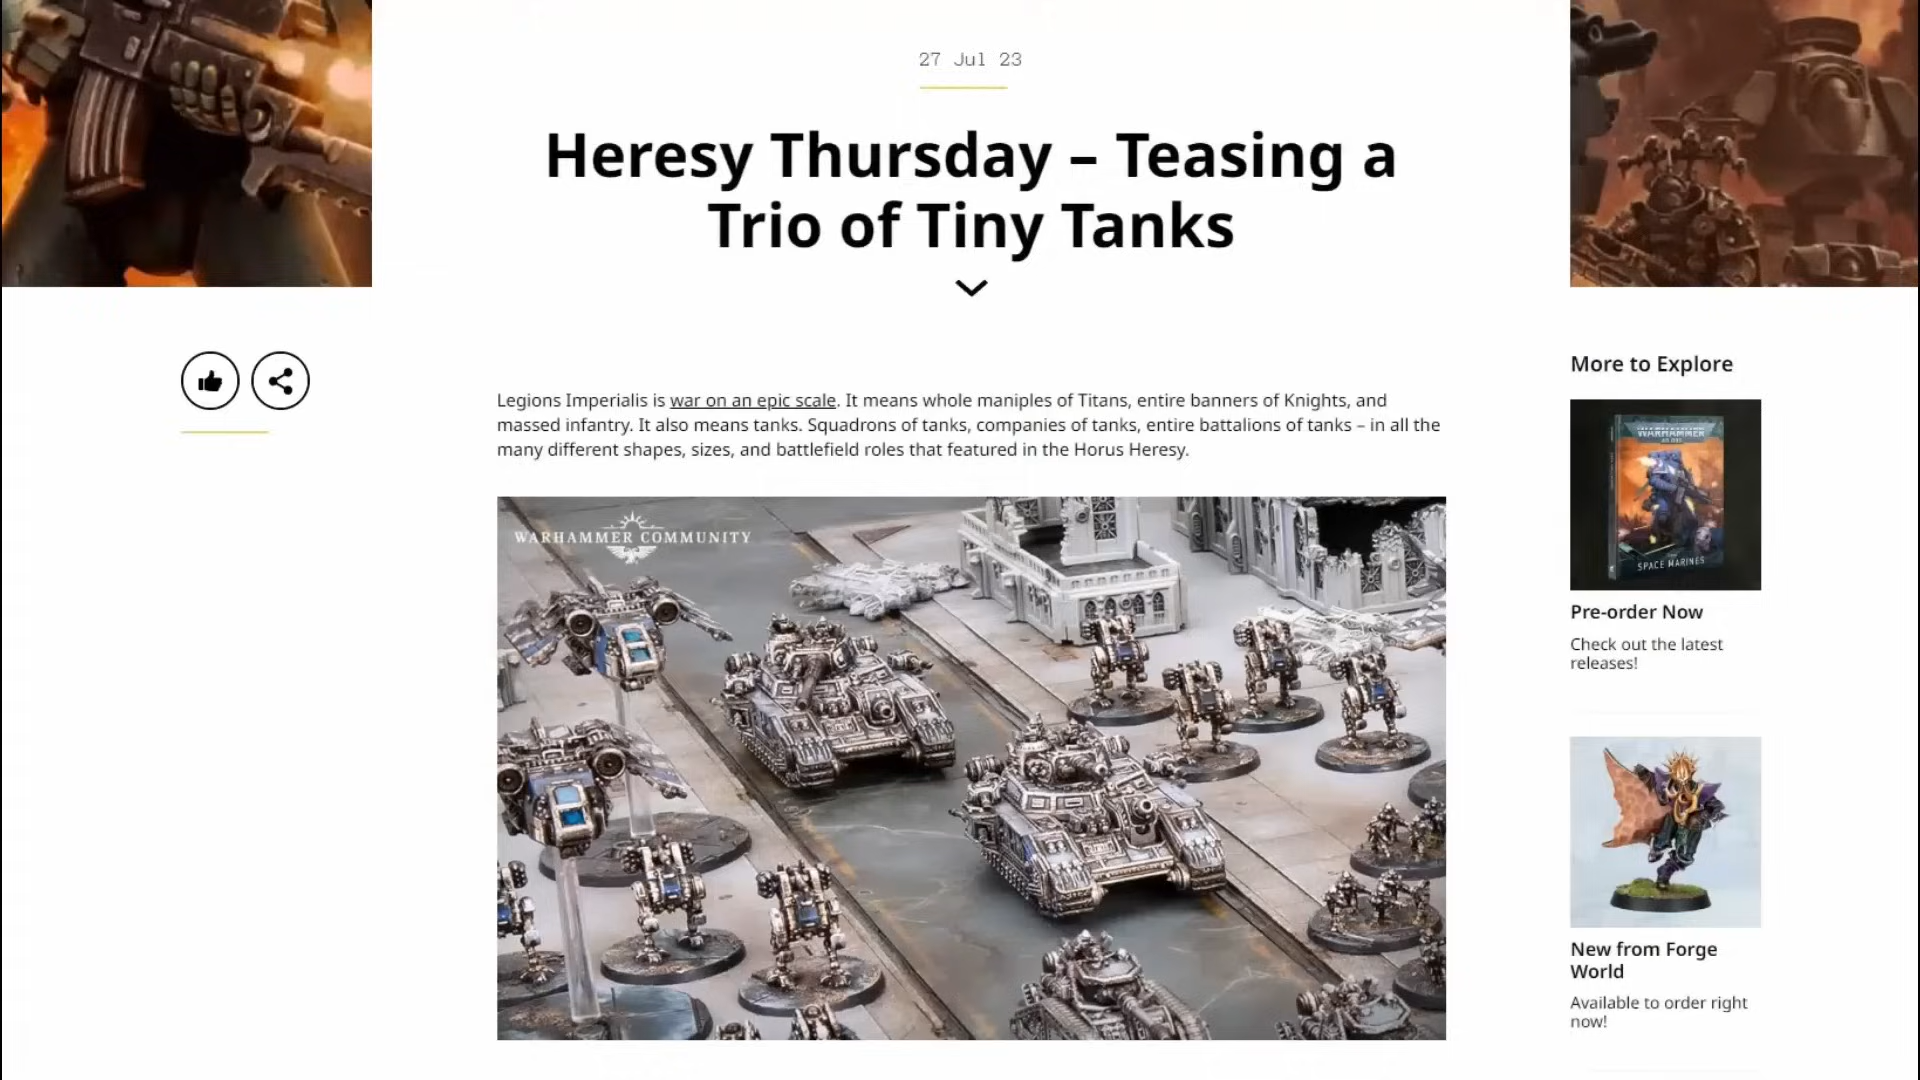 27 Jul 23
Heresy Thursday – Teasing a
Trio of Tiny Tanks
Legions Imperialis is war on an epic scale. It means whole maniples of Titans, entire banners of Knights, and
massed infantry. It also means tanks. Squadrons of tanks, companies of tanks, entire battalions of tanks – in all the
many different shapes, sizes, and battlefield roles that featured in the Horus Heresy.
WARHAMMER COMMUNITY
More to Explore
WARHAMMER
SPACE MARINES
Pre-order Now
Check out the latest
releases!
New from Forge
World
Available to order right
now!